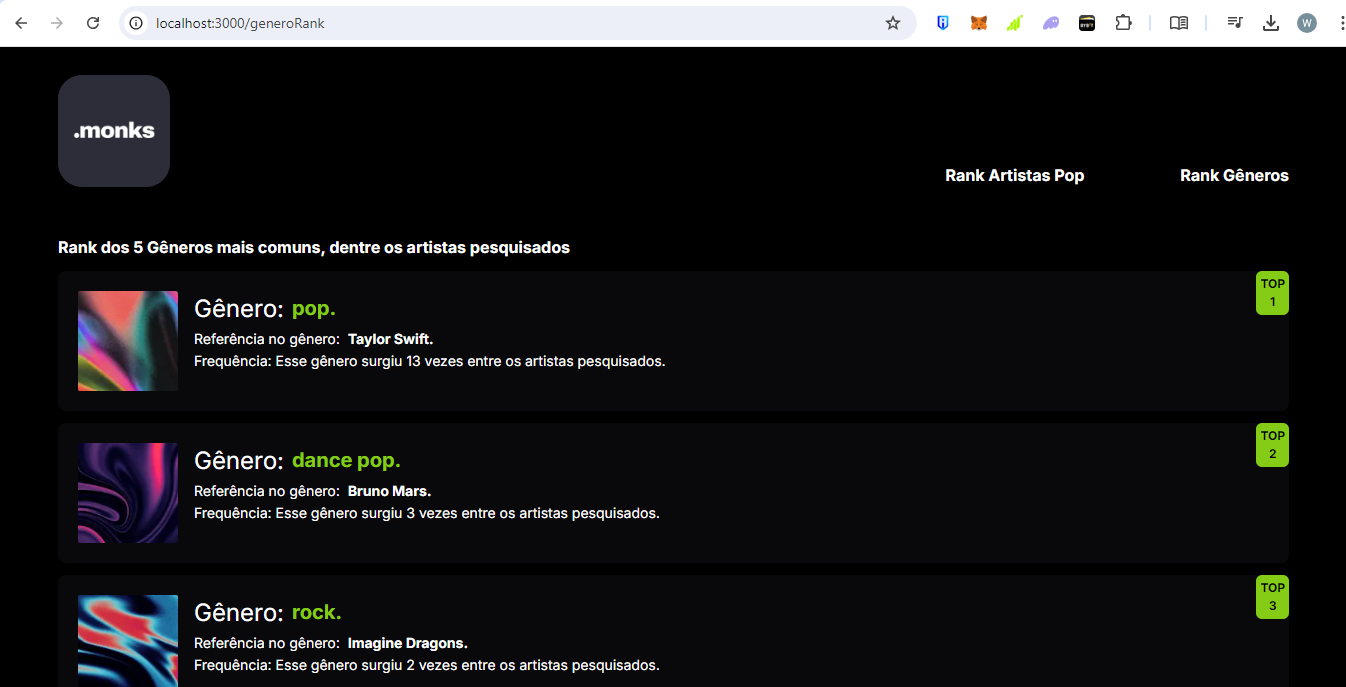 localhost:3000/generoRank
W
.monks
Rank Artistas Pop
Rank Gêneros
Rank dos 5 Gêneros mais comuns, dentre os artistas pesquisados
TOP
1
Gênero: pop.
Referência no gênero: Taylor Swift.
Frequência: Esse gênero surgiu 13 vezes entre os artistas pesquisados.
TOP
2
Gênero: dance pop.
Referência no gênero: Bruno Mars.
Frequência: Esse gênero surgiu 3 vezes entre os artistas pesquisados.
TOP
3
Gênero: rock.
Referência no gênero: Imagine Dragons.
Frequência: Esse gênero surgiu 2 vezes entre os artistas pesquisados.